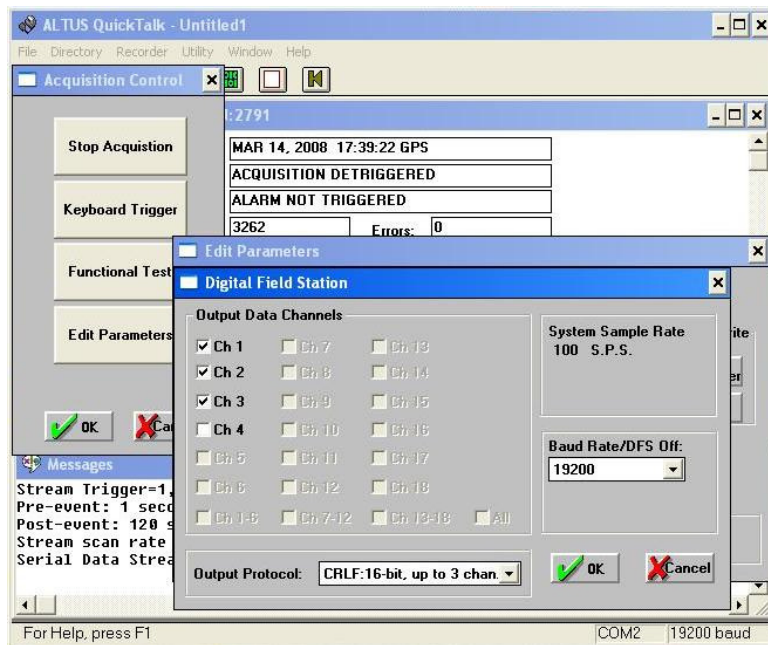 ALTUS QuickTalk - Untitled1
File Directory Recorder Utility Window Help
Acquisition Control
:2791
Stop Acquistion
Keyboard Trigger
Functional Test
Edit Parameters
OK
MAR 14, 2008 17:39:22 GPS
ACQUISITION DETRIGGERED
ALARM NOT TRIGGERED
3262 Errors: 0
Edit Parameters
Digital Field Station
Output Data Channels
Ch 1 Ch 7 Ch 13
Ch 2 Ch 8 Ch 14
Ch 3 Ch 9 Ch 15
Ch 4 Ch 10 Ch 16
Ch 5 Ch 11 Ch 17
Ch 6 Ch 12 Ch 18
Ch 1-6 Ch 7-12 Ch 13-18 All
System Sample Rate
100 S.P.S.
Baud Rate/DFS Off:
19200
Output Protocol: CRLF:16-bit, up to 3 chan.
OK Cancel
Messages
Stream Trigger=1,
Pre-event: 1 seco
Post-event: 120 s
Stream scan rate
Serial Data Strea
For Help, press F1
COM2 19200 baud